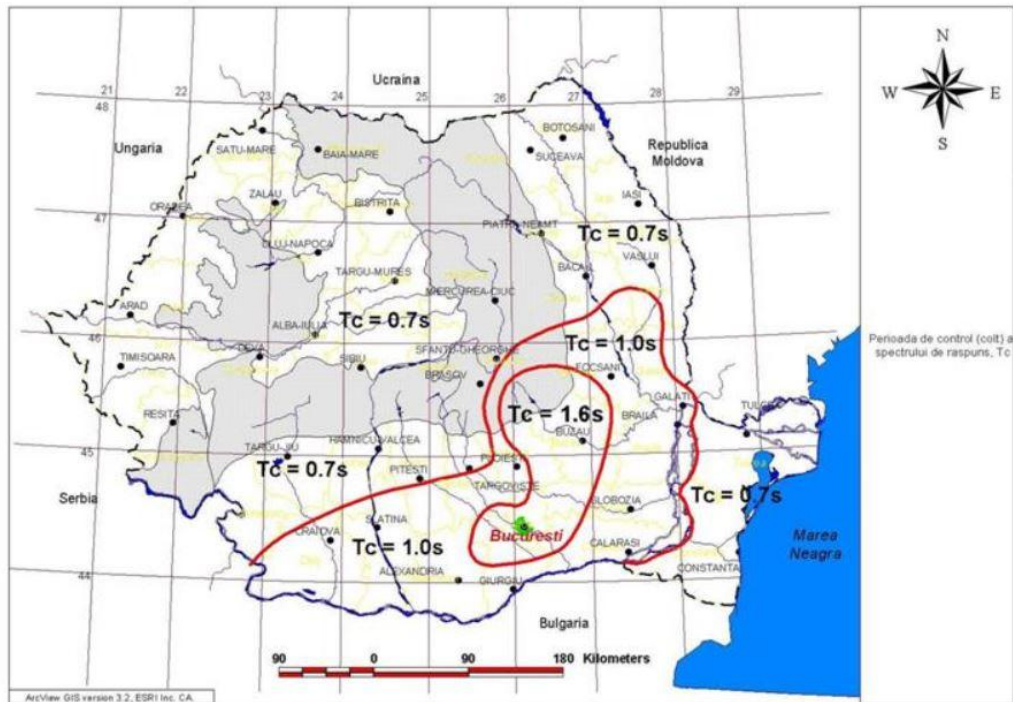 N
W E
S
Ucraina
21 22 23 24 25 26 27 28 29
48
BOTOSANI
Ungaria
SATU-MARE
BAIA-MARE
SUCEAVA
Republica
Moldova
ZALAU
BISTRITA
IASI
ORADEA
47
PIATRA-NEAMT
Tc = 0.7s
CLUJ-NAPOCA
VASLUI
TARGU-MURES
BACAU
MIERCUREA-CIUC
ARAD
ALBA-IULIA
Tc = 0.7s
46
Tc = 1.0s
Perioada de control (colt) a
spectrului de raspuns, Tc
SFANTU-GHEORGHE
DEVA
TIMISOARA
SIBIU
BRASOV
FOCSANI
GALATI
RESITA
Tc = 1.6s
BRAILA
TULCEA
BUZAU
RAMNICU-VALCEA
45
TARGU-JIU
PLOIESTI
Tc = 0.7s
PITESTI
TARGOVISTE
Serbia
Tc = 0.7s
SLOBOZIA
SLATINA
Bucuresti
CRAIOVA
Marea
Neagra
Tc = 1.0s
CALARASI
CONSTANTA
44
ALEXANDRIA
GIURGIU
Bulgaria
90 0 90 180 Kilometers
ArcView GIS version 3.2, ESRI Inc. CA.